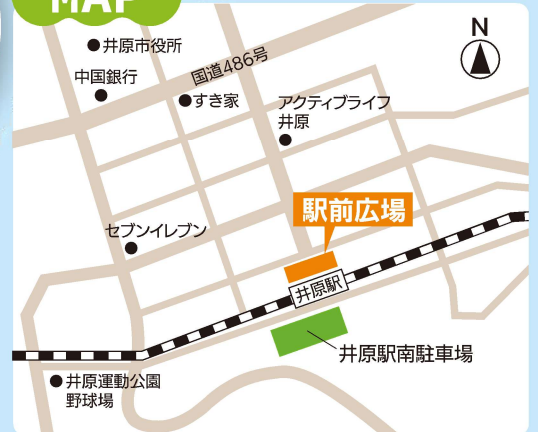 MAP
N
井原市役所
国道486号
中国銀行
すき家
アクティブライフ
井原
駅前広場
セブンイレブン
井原駅
井原駅南駐車場
井原運動公園
野球場